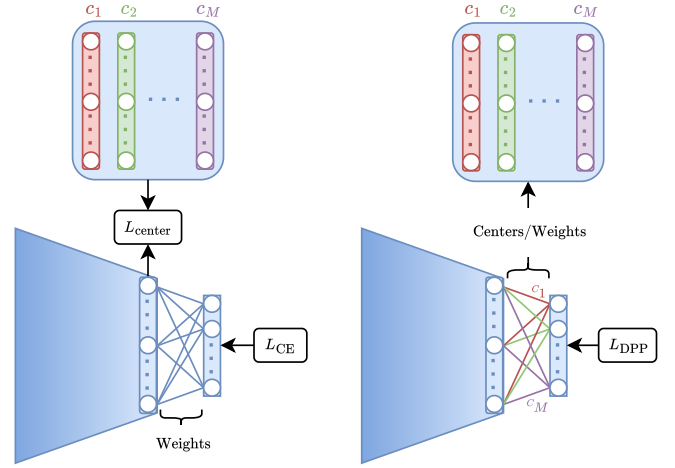 c1 c2 cM
c1 c2 cM
Lcenter
Centers/Weights
c1
LCE
LDPP
cM
Weights